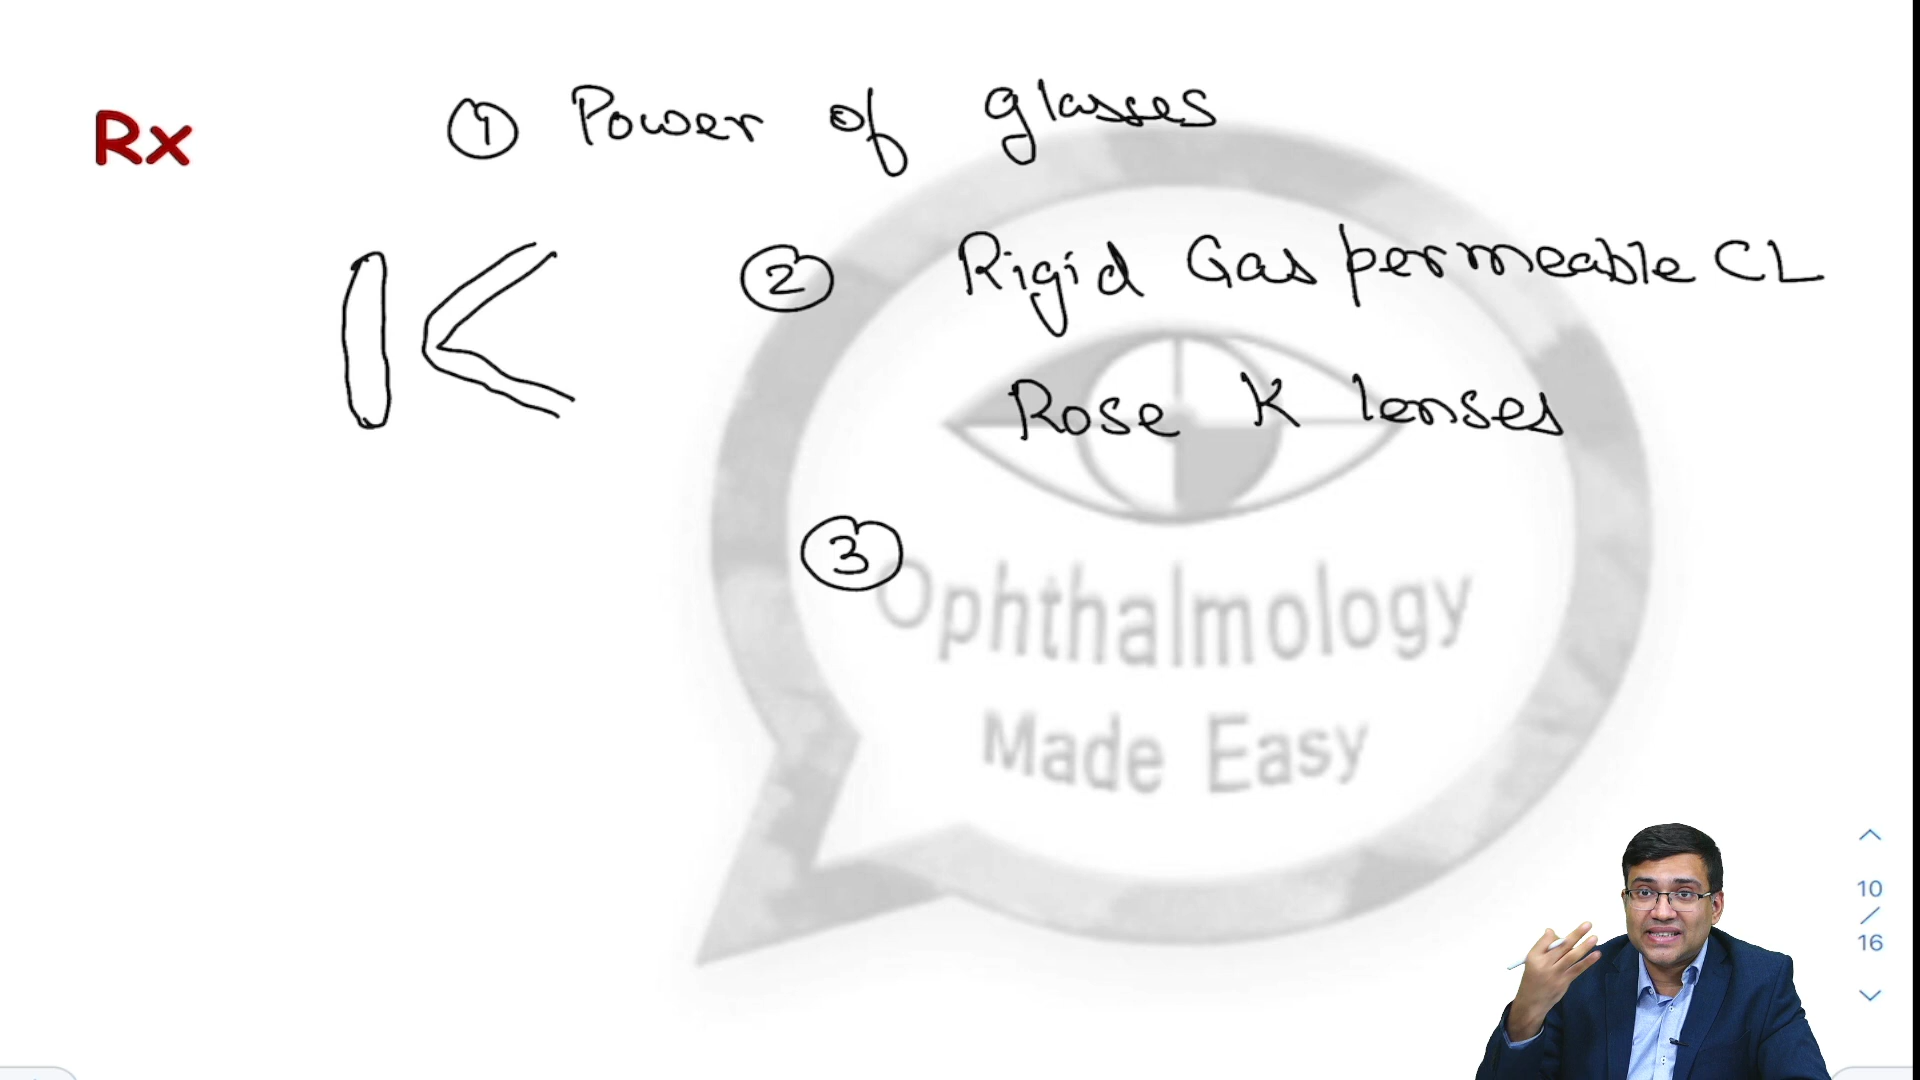 Rx
1 Power of glasses
2 Rigid Gas permeable CL
Rose K lenses
3
Ophthalmology
Made Easy
10
/
16